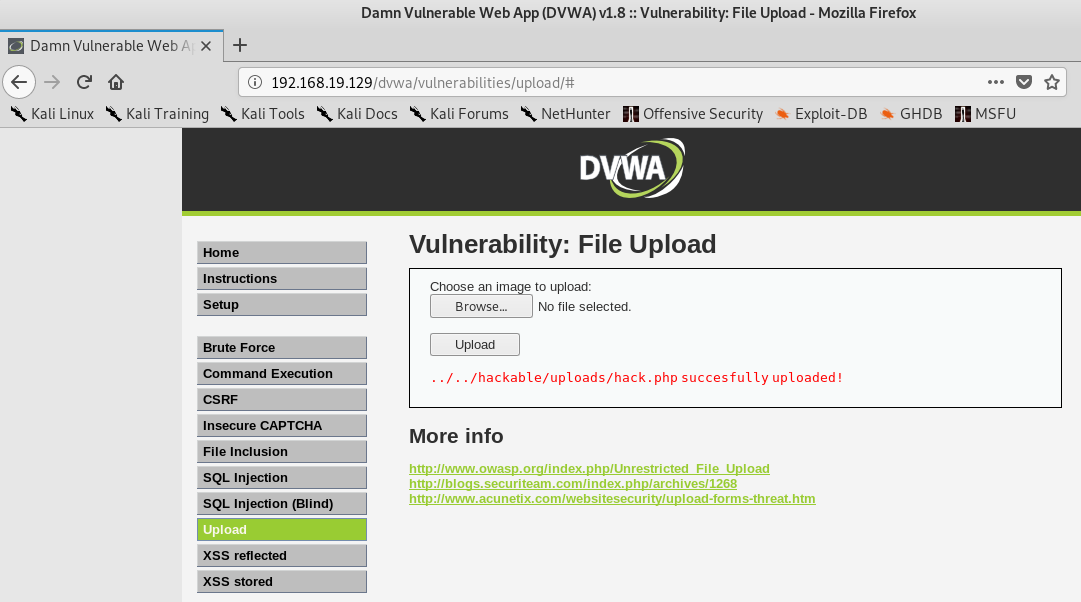 Damn Vulnerable Web App (DVWA) v1.8 :: Vulnerability: File Upload - Mozilla Firefox
Damn Vulnerable Web Ap
192.168.19.129/dvwa/vulnerabilities/upload/#
Kali Linux Kali Training Kali Tools Kali Docs Kali Forums NetHunter Offensive Security Exploit-DB GHDB MSFU
DVWA
Home
Instructions
Setup
Brute Force
Command Execution
CSRF
Insecure CAPTCHA
File Inclusion
SQL Injection
SQL Injection (Blind)
Upload
XSS reflected
XSS stored
Vulnerability: File Upload
Choose an image to upload:
Browse... No file selected.
Upload
../../hackable/uploads/hack.php succesfully uploaded!
More info
http://www.owasp.org/index.php/Unrestricted_File_Upload
http://blogs.securiteam.com/index.php/archives/1268
http://www.acunetix.com/websitesecurity/upload-forms-threat.htm